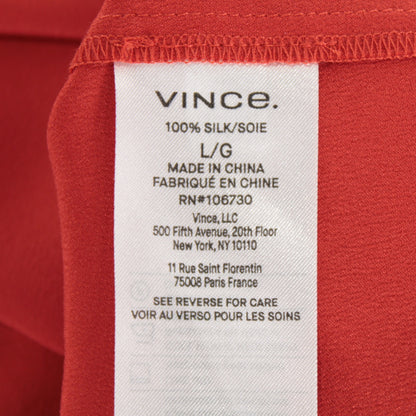 VINCE.
100% SILK/SOIE
L/G
MADE IN CHINA
FABRIQUÉ EN CHINE
RN#106730
Vince, LLC
500 Fifth Avenue, 20th Floor
New York, NY 10110
11 Rue Saint Florentin
75008 Paris France
SEE REVERSE FOR CARE
VOIR AU VERSO POUR LES SOINS